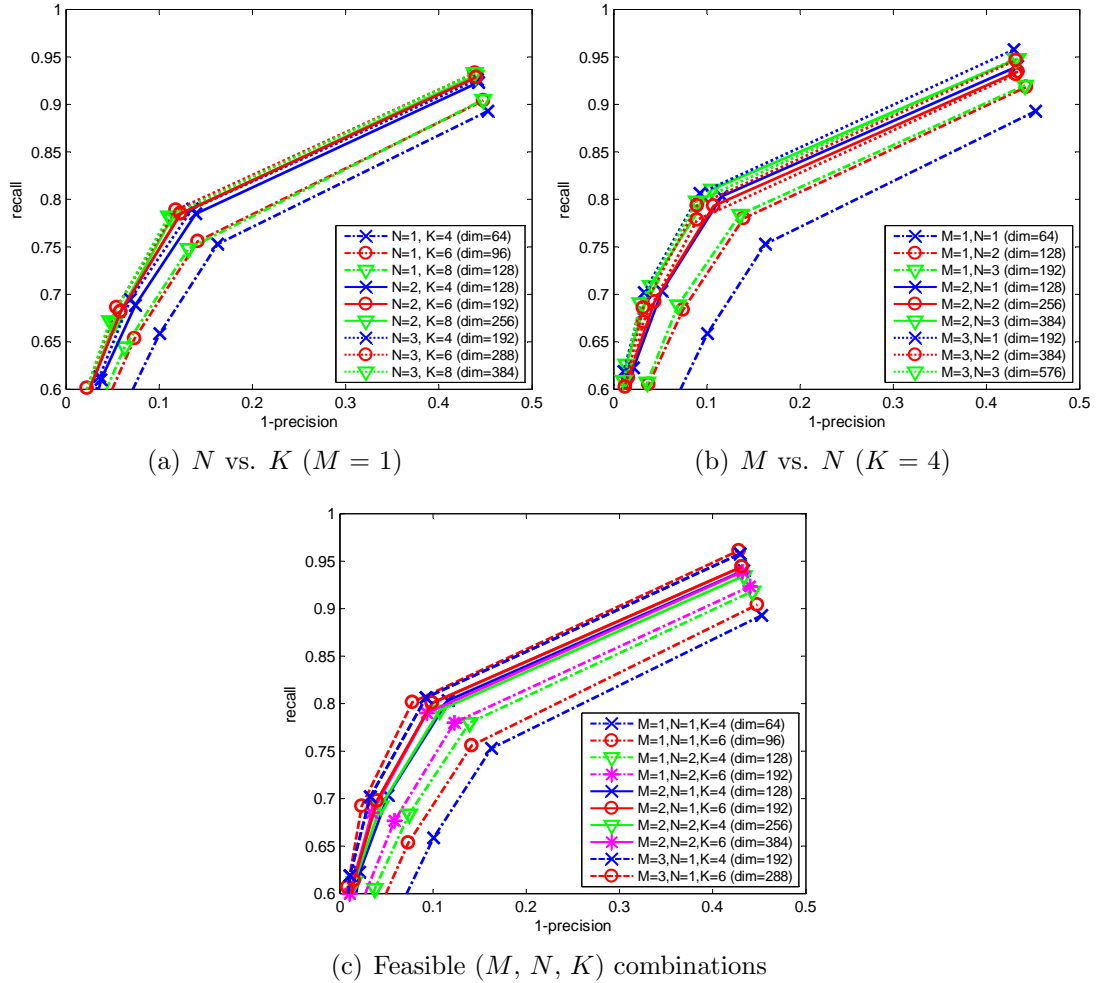 1
0.95
0.9
0.85
0.8
0.75
0.7
0.65
0.6
0 0.1 0.2 0.3 0.4 0.5
recall
1-precision
N=1, K=4 (dim=64)
N=1, K=6 (dim=96)
N=1, K=8 (dim=128)
N=2, K=4 (dim=128)
N=2, K=6 (dim=192)
N=2, K=8 (dim=256)
N=3, K=4 (dim=192)
N=3, K=6 (dim=288)
N=3, K=8 (dim=384)
(a) N vs. K (M = 1)
1
0.95
0.9
0.85
0.8
0.75
0.7
0.65
0.6
0 0.1 0.2 0.3 0.4 0.5
recall
1-precision
M=1,N=1 (dim=64)
M=1,N=2 (dim=128)
M=1,N=3 (dim=192)
M=2,N=1 (dim=128)
M=2,N=2 (dim=256)
M=2,N=3 (dim=384)
M=3,N=1 (dim=192)
M=3,N=2 (dim=384)
M=3,N=3 (dim=576)
(b) M vs. N (K = 4)
1
0.95
0.9
0.85
0.8
0.75
0.7
0.65
0.6
0 0.1 0.2 0.3 0.4 0.5
recall
1-precision
M=1,N=1,K=4 (dim=64)
M=1,N=1,K=6 (dim=96)
M=1,N=2,K=4 (dim=128)
M=1,N=2,K=6 (dim=192)
M=2,N=1,K=4 (dim=128)
M=2,N=1,K=6 (dim=192)
M=2,N=2,K=4 (dim=256)
M=2,N=2,K=6 (dim=384)
M=3,N=1,K=4 (dim=192)
M=3,N=1,K=6 (dim=288)
(c) Feasible (M, N, K) combinations